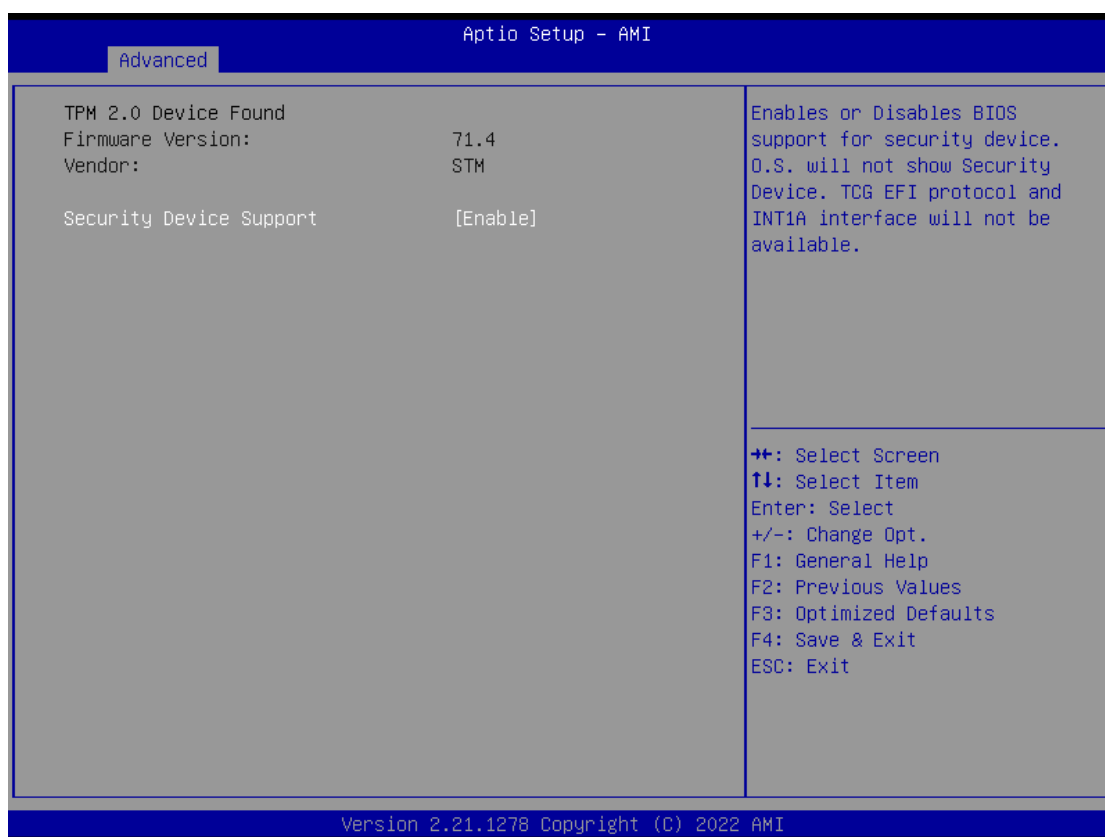 Aptio Setup – AMI
Advanced
TPM 2.0 Device Found
Firmware Version: 71.4
Vendor: STM
Security Device Support [Enable]
Enables or Disables BIOS
support for security device.
O.S. will not show Security
Device. TCG EFI protocol and
INT1A interface will not be
available.
→←: Select Screen
↑↓: Select Item
Enter: Select
+/-: Change Opt.
F1: General Help
F2: Previous Values
F3: Optimized Defaults
F4: Save & Exit
ESC: Exit
Version 2.21.1278 Copyright (C) 2022 AMI